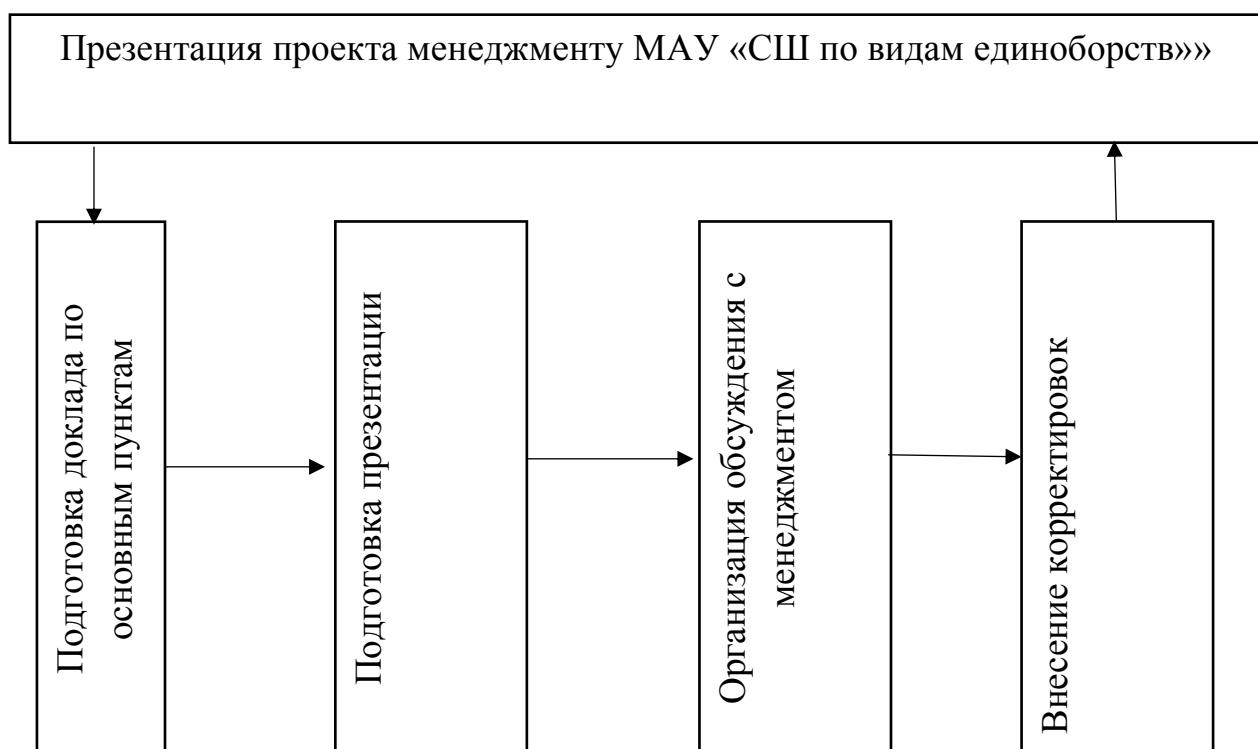 Презентация проекта менеджменту МАУ «СШ по видам единоборств»»
Подготовка доклада по
основным пунктам
Подготовка презентации
Организация обсуждения с
менеджментом
Внесение корректировок